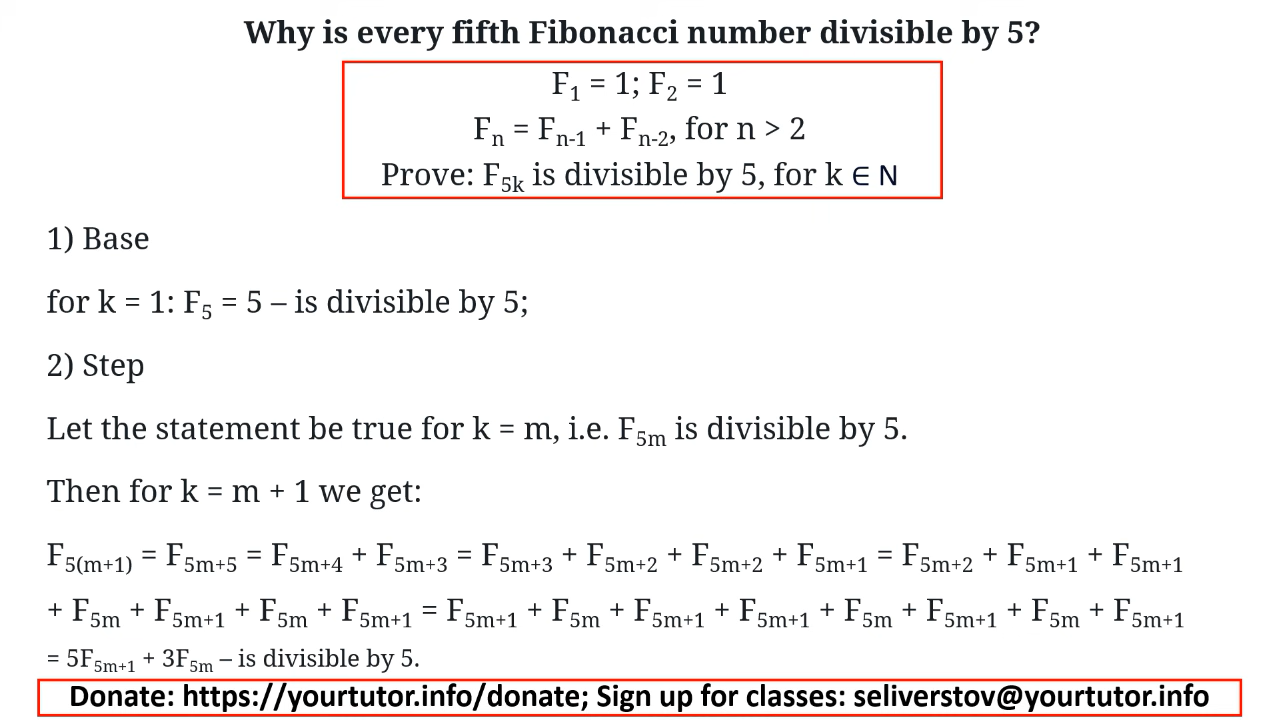 Why is every fifth Fibonacci number divisible by 5?
F₁ = 1; F₂ = 1
Fₙ = Fₙ₋₁ + Fₙ₋₂, for n > 2
Prove: F₅ₖ is divisible by 5, for k ∈ N
1) Base
for k = 1: F₅ = 5 – is divisible by 5;
2) Step
Let the statement be true for k = m, i.e. F₅ₘ is divisible by 5.
Then for k = m + 1 we get:
F₅₍ₘ₊₁₎ = F₅ₘ₊₅ = F₅ₘ₊₄ + F₅ₘ₊₃ = F₅ₘ₊₃ + F₅ₘ₊₂ + F₅ₘ₊₂ + F₅ₘ₊₁ = F₅ₘ₊₂ + F₅ₘ₊₁ + F₅ₘ₊₁
+ F₅ₘ + F₅ₘ₊₁ + F₅ₘ + F₅ₘ₊₁ = F₅ₘ₊₁ + F₅ₘ + F₅ₘ₊₁ + F₅ₘ₊₁ + F₅ₘ + F₅ₘ₊₁ + F₅ₘ + F₅ₘ₊₁
= 5F₅ₘ₊₁ + 3F₅ₘ – is divisible by 5.
Donate: https://yourtutor.info/donate; Sign up for classes: seliverstov@yourtutor.info